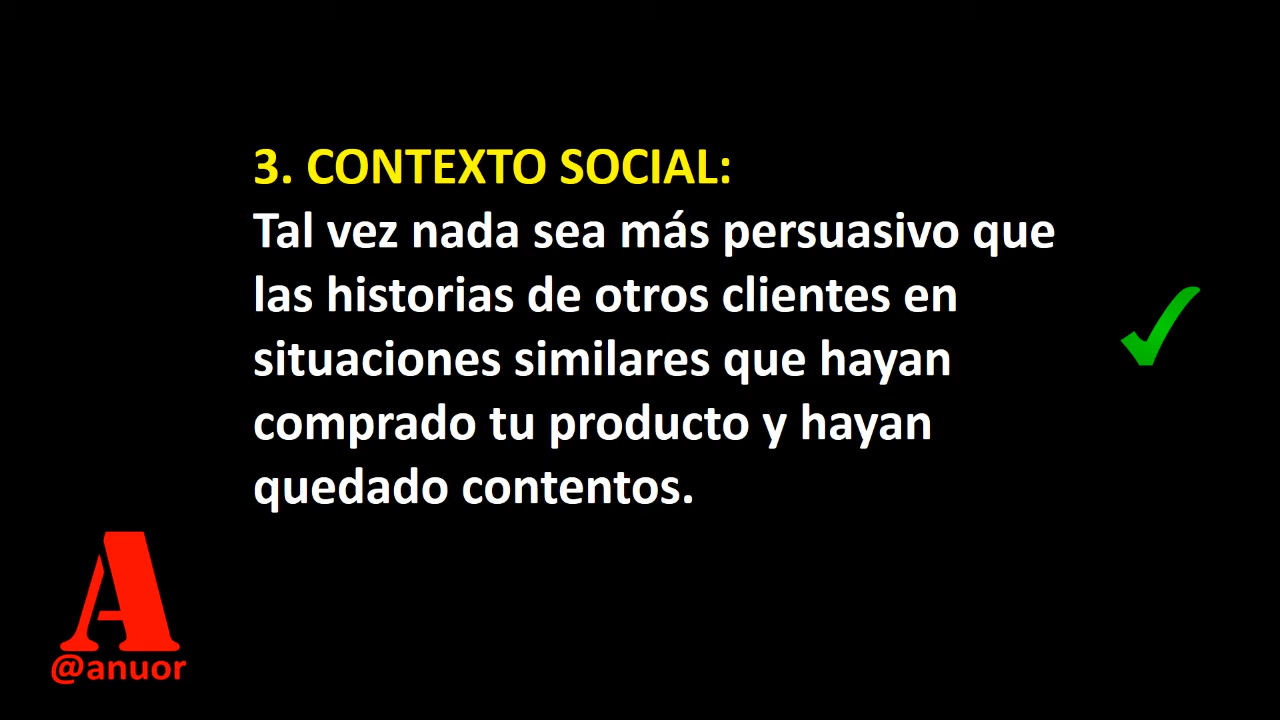 3. CONTEXTO SOCIAL:
Tal vez nada sea más persuasivo que
las historias de otros clientes en
situaciones similares que hayan
comprado tu producto y hayan
quedado contentos.
A
@anuor